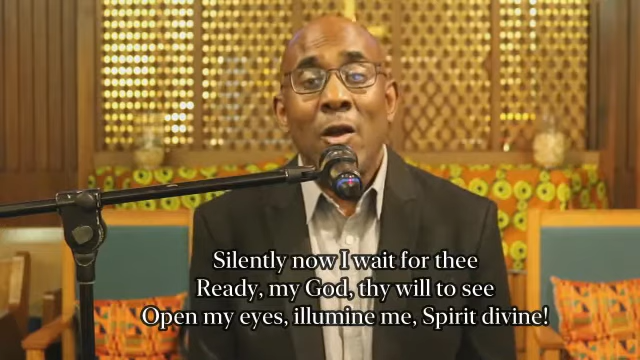 Silently now I wait for thee
Ready, my God, thy will to see
Open my eyes, illumine me, Spirit divine!